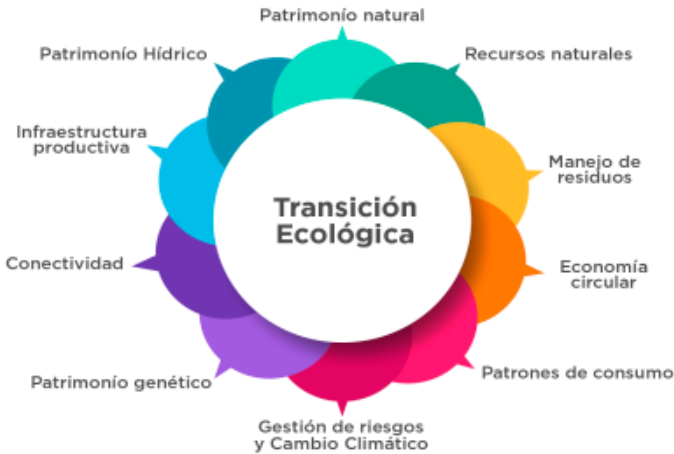 Patrimonío natural
Patrimonío Hídrico
Recursos naturales
Infraestructura
productiva
Manejo de
residuos
Transición
Ecológica
Conectividad
Economía
circular
Patrimonío genético
Patrones de consumo
Gestión de riesgos
y Cambio Climático